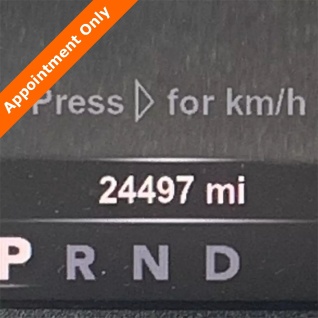 Appointment Only
Press ▷ for km/h
24497 mi
P R N D